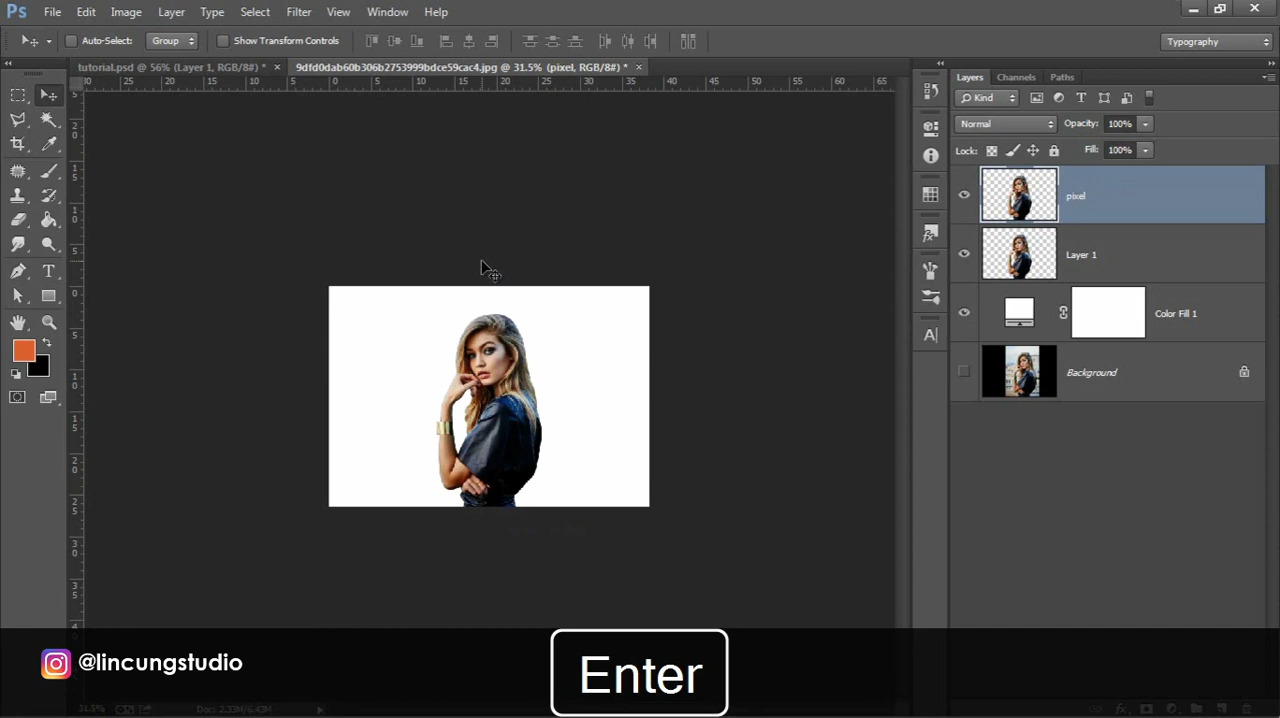 Ps File Edit Image Layer Type Select Filter View Window Help
Auto-Select: Group Show Transform Controls Typography
tutorial.psd @ 56% (Layer 1, RGB/8#) * × 9dfd0dab60b306b2753999bdce59cac4.jpg @ 31.5% (pixel, RGB/8#) * ×
Layers Channels Paths
Kind
Normal Opacity: 100%
Lock: Fill: 100%
pixel
Layer 1
Color Fill 1
Background
@lincungstudio
Enter
31.5% Doc: 2.33M/6.43M